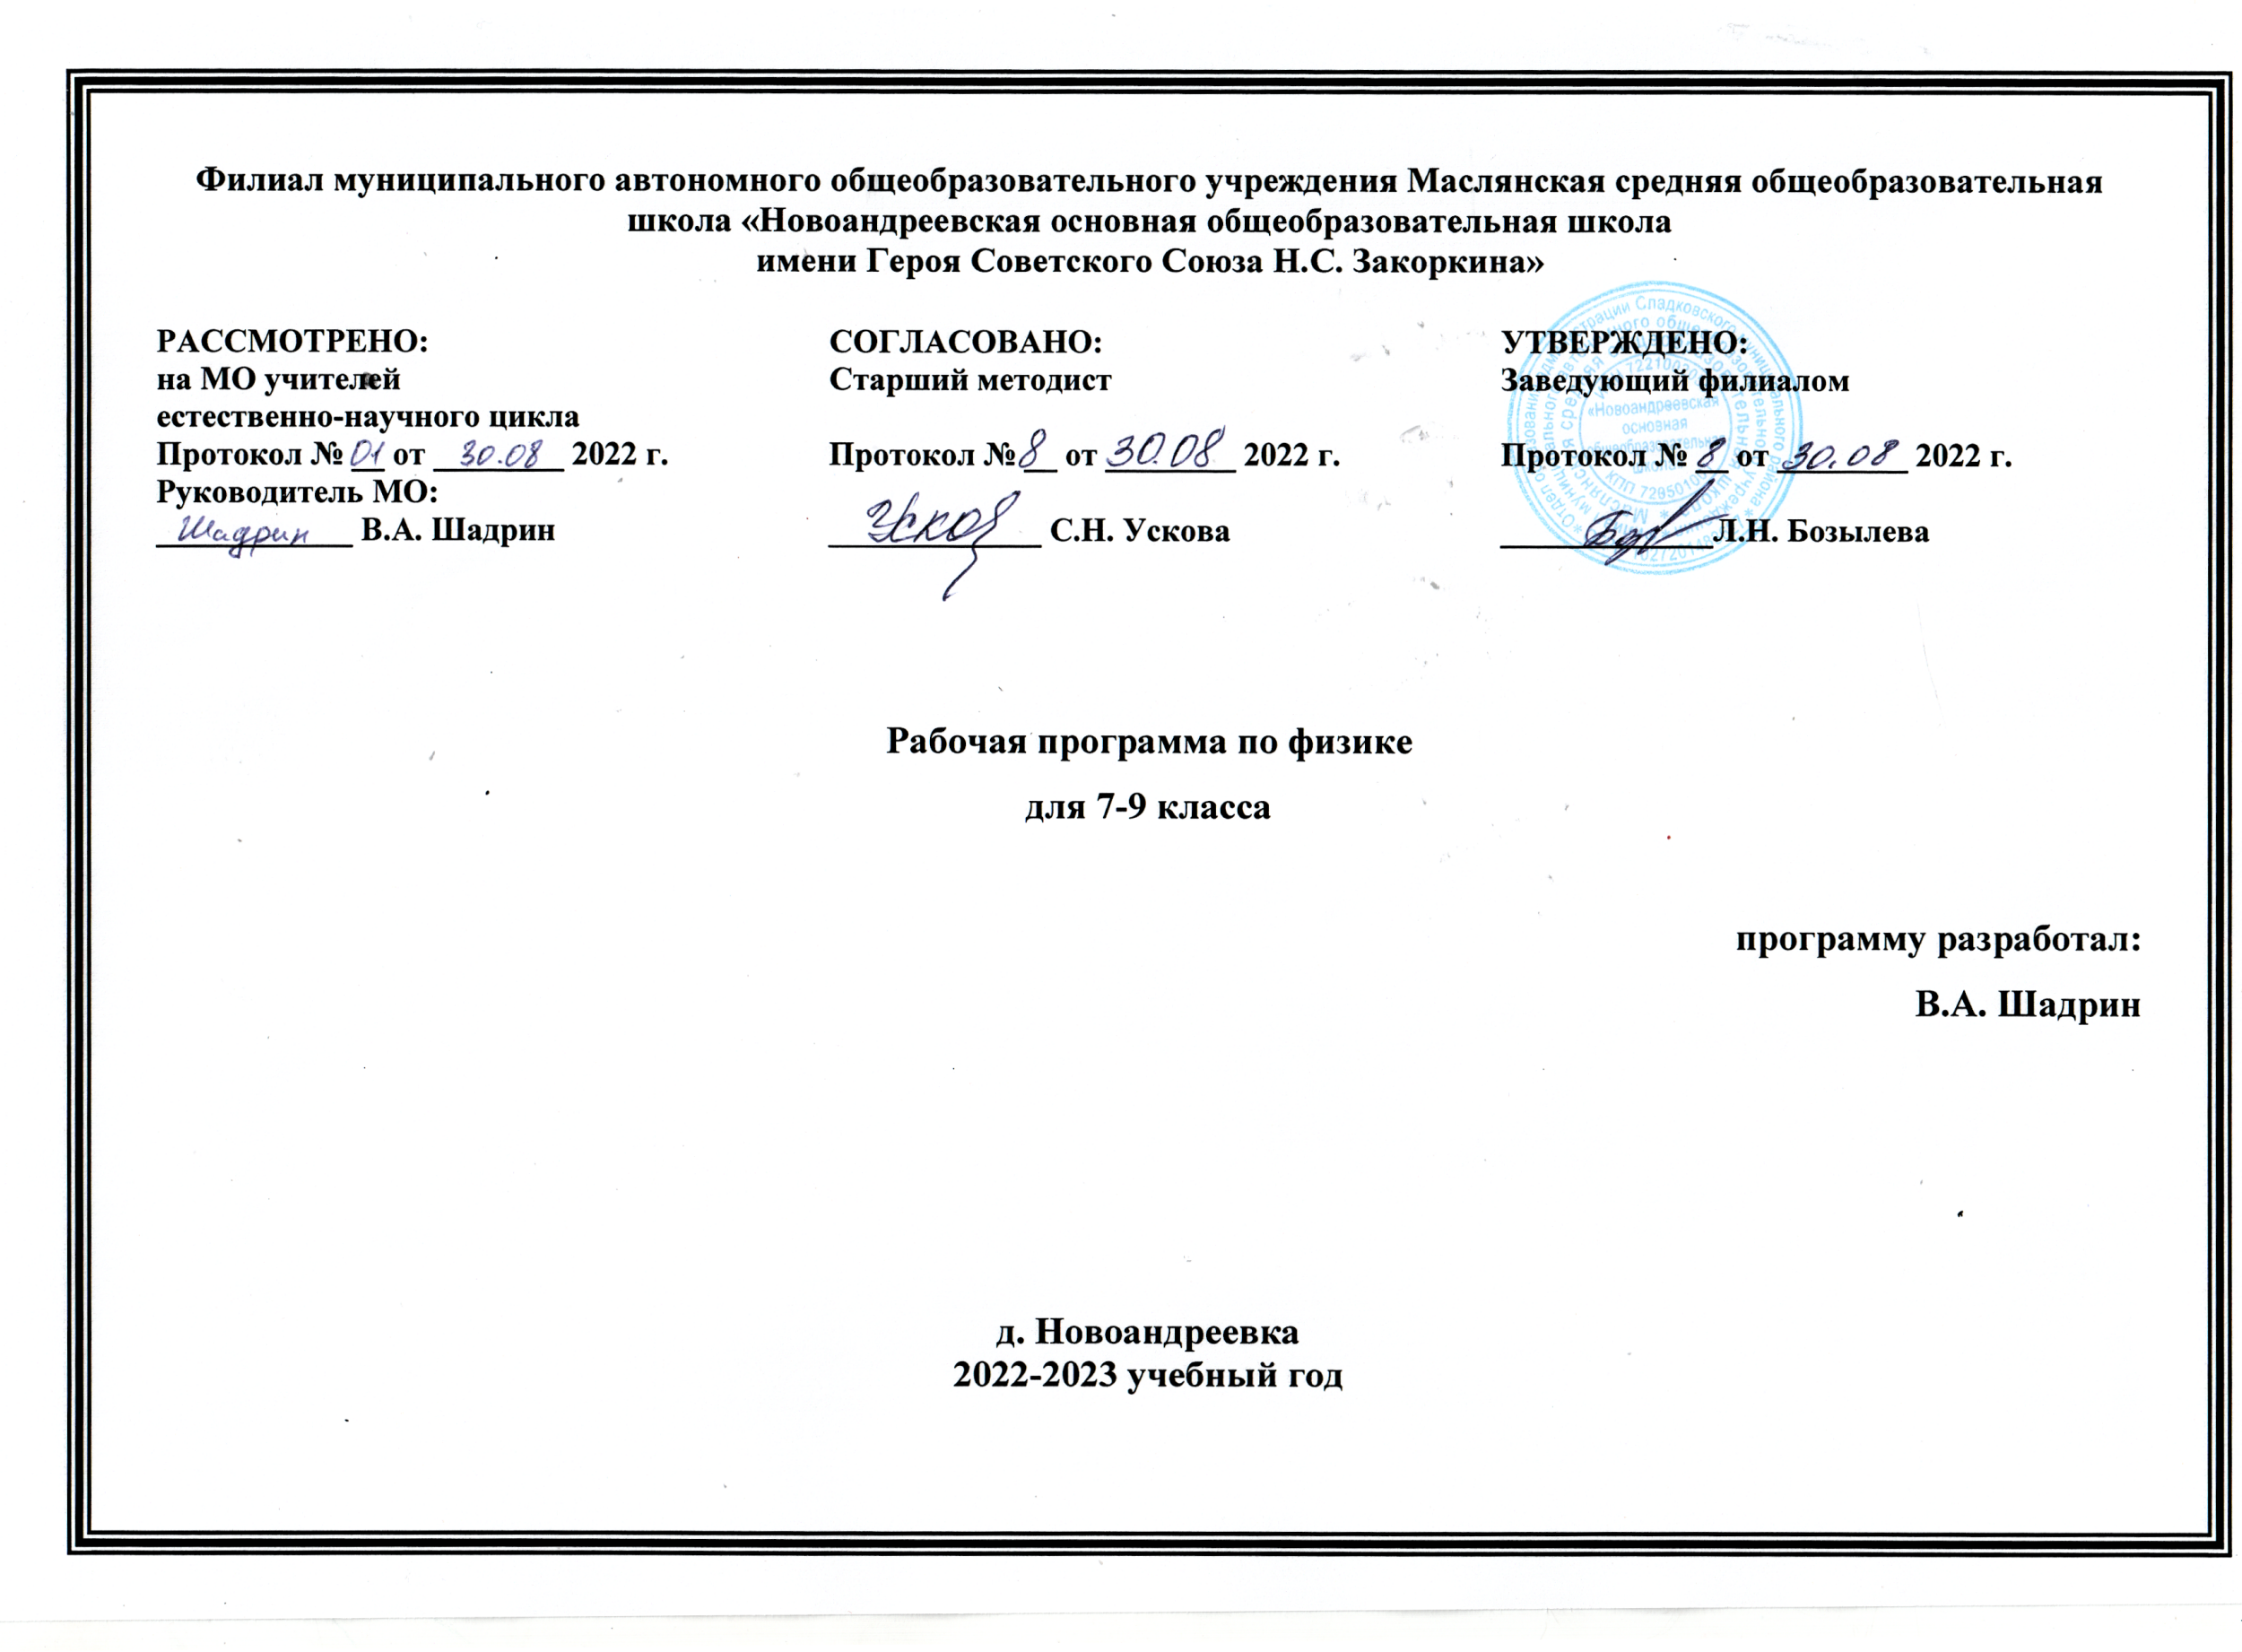 Филиал муниципального автономного общеобразовательного учреждения Маслянская средняя общеобразовательная
школа «Новоандреевская основная общеобразовательная школа
имени Героя Советского Союза Н.С. Закоркина»
РАССМОТРЕНО:
на МО учителей
естественно-научного цикла
Протокол № 01 от 30.08 2022 г.
Руководитель МО:
Шадрин В.А. Шадрин
СОГЛАСОВАНО:
Старший методист
Протокол № 8 от 30.08 2022 г.
С.Н. Ускова
УТВЕРЖДЕНО:
Заведующий филиалом
Протокол № 8 от 30.08 2022 г.
Л.Н. Бозылева
«Новоандреевская
основная
Рабочая программа по физике
для 7-9 класса
программу разработал:
В.А. Шадрин
д. Новоандреевка
2022-2023 учебный год